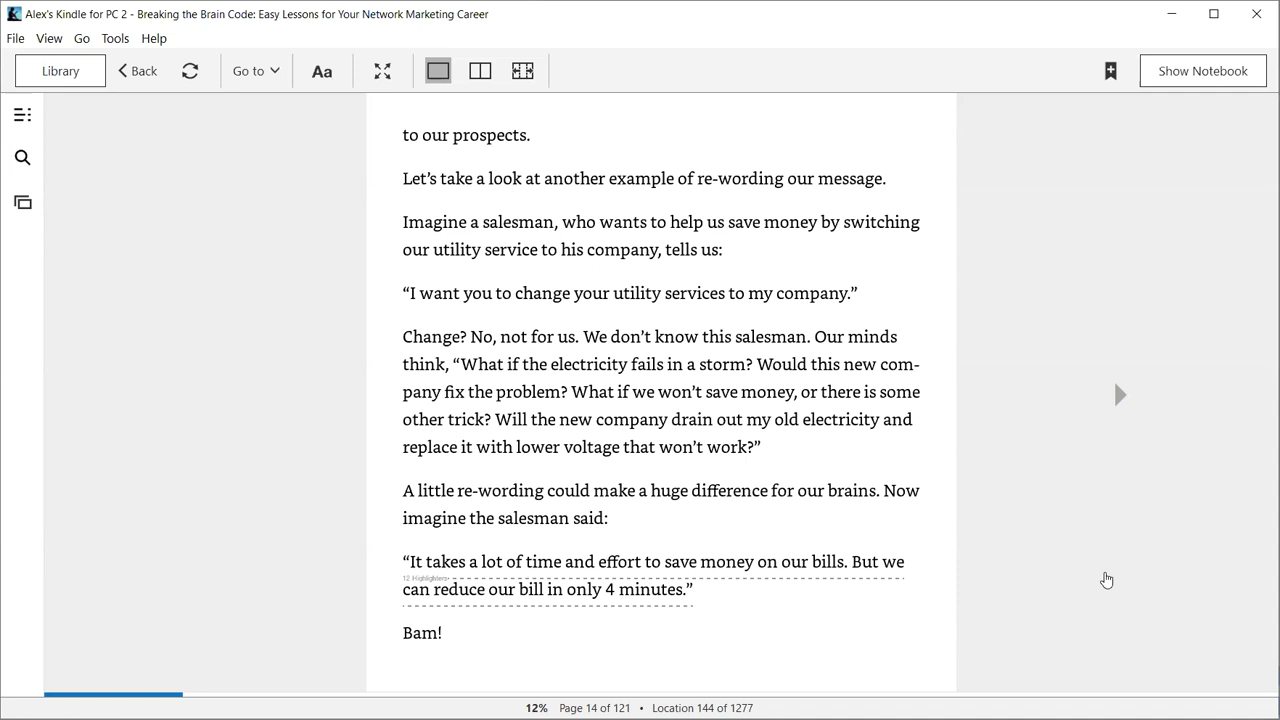 Alex's Kindle for PC 2 - Breaking the Brain Code: Easy Lessons for Your Network Marketing Career
File View Go Tools Help
Library Back Go to Aa Show Notebook
to our prospects.
Let’s take a look at another example of re-wording our message.
Imagine a salesman, who wants to help us save money by switching
our utility service to his company, tells us:
“I want you to change your utility services to my company.”
Change? No, not for us. We don’t know this salesman. Our minds
think, “What if the electricity fails in a storm? Would this new com-
pany fix the problem? What if we won’t save money, or there is some
other trick? Will the new company drain out my old electricity and
replace it with lower voltage that won’t work?”
A little re-wording could make a huge difference for our brains. Now
imagine the salesman said:
“It takes a lot of time and effort to save money on our bills. But we
12 Highlighters
can reduce our bill in only 4 minutes.”
Bam!
12% Page 14 of 121 • Location 144 of 1277